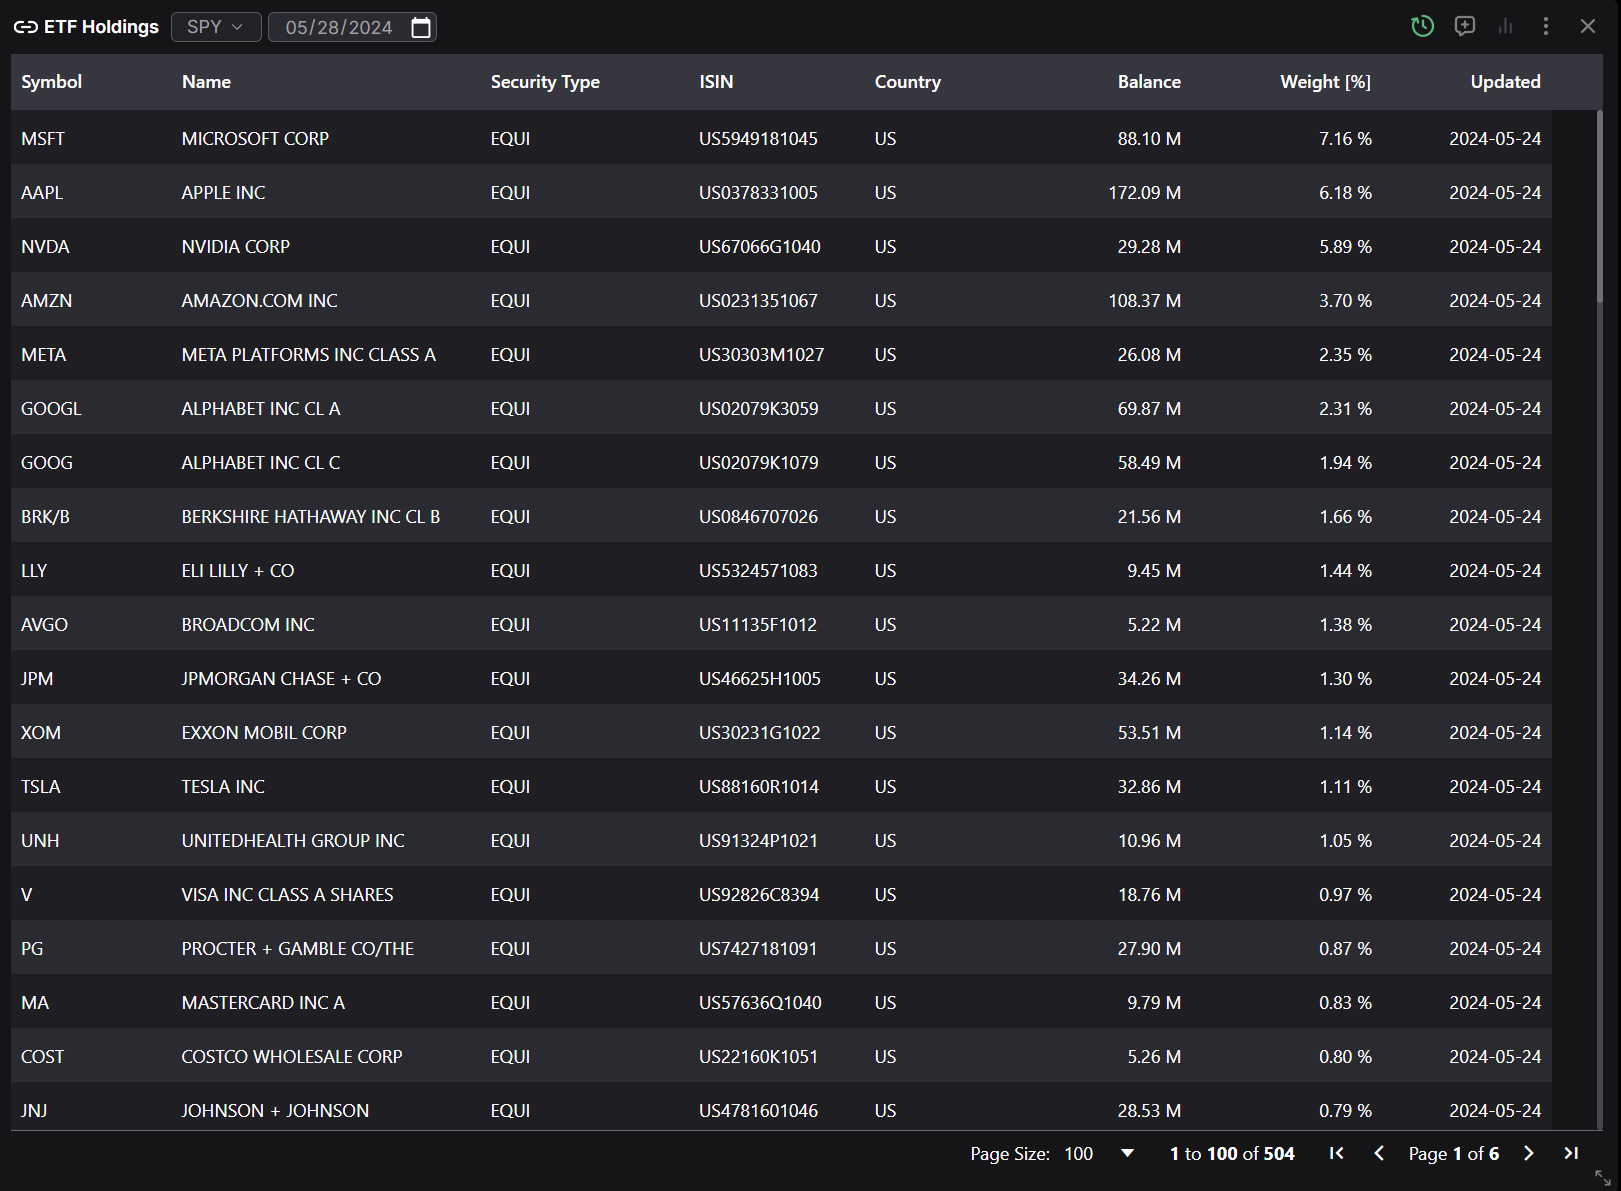 ETF Holdings SPY 05/28/2024
Symbol Name Security Type ISIN Country Balance Weight [%] Updated
MSFT MICROSOFT CORP EQUI US5949181045 US 88.10 M 7.16 % 2024-05-24
AAPL APPLE INC EQUI US0378331005 US 172.09 M 6.18 % 2024-05-24
NVDA NVIDIA CORP EQUI US67066G1040 US 29.28 M 5.89 % 2024-05-24
AMZN AMAZON.COM INC EQUI US0231351067 US 108.37 M 3.70 % 2024-05-24
META META PLATFORMS INC CLASS A EQUI US30303M1027 US 26.08 M 2.35 % 2024-05-24
GOOGL ALPHABET INC CL A EQUI US02079K3059 US 69.87 M 2.31 % 2024-05-24
GOOG ALPHABET INC CL C EQUI US02079K1079 US 58.49 M 1.94 % 2024-05-24
BRK/B BERKSHIRE HATHAWAY INC CL B EQUI US0846707026 US 21.56 M 1.66 % 2024-05-24
LLY ELI LILLY + CO EQUI US5324571083 US 9.45 M 1.44 % 2024-05-24
AVGO BROADCOM INC EQUI US11135F1012 US 5.22 M 1.38 % 2024-05-24
JPM JPMORGAN CHASE + CO EQUI US46625H1005 US 34.26 M 1.30 % 2024-05-24
XOM EXXON MOBIL CORP EQUI US30231G1022 US 53.51 M 1.14 % 2024-05-24
TSLA TESLA INC EQUI US88160R1014 US 32.86 M 1.11 % 2024-05-24
UNH UNITEDHEALTH GROUP INC EQUI US91324P1021 US 10.96 M 1.05 % 2024-05-24
V VISA INC CLASS A SHARES EQUI US92826C8394 US 18.76 M 0.97 % 2024-05-24
PG PROCTER + GAMBLE CO/THE EQUI US7427181091 US 27.90 M 0.87 % 2024-05-24
MA MASTERCARD INC A EQUI US57636Q1040 US 9.79 M 0.83 % 2024-05-24
COST COSTCO WHOLESALE CORP EQUI US22160K1051 US 5.26 M 0.80 % 2024-05-24
JNJ JOHNSON + JOHNSON EQUI US4781601046 US 28.53 M 0.79 % 2024-05-24
Page Size: 100 1 to 100 of 504 Page 1 of 6